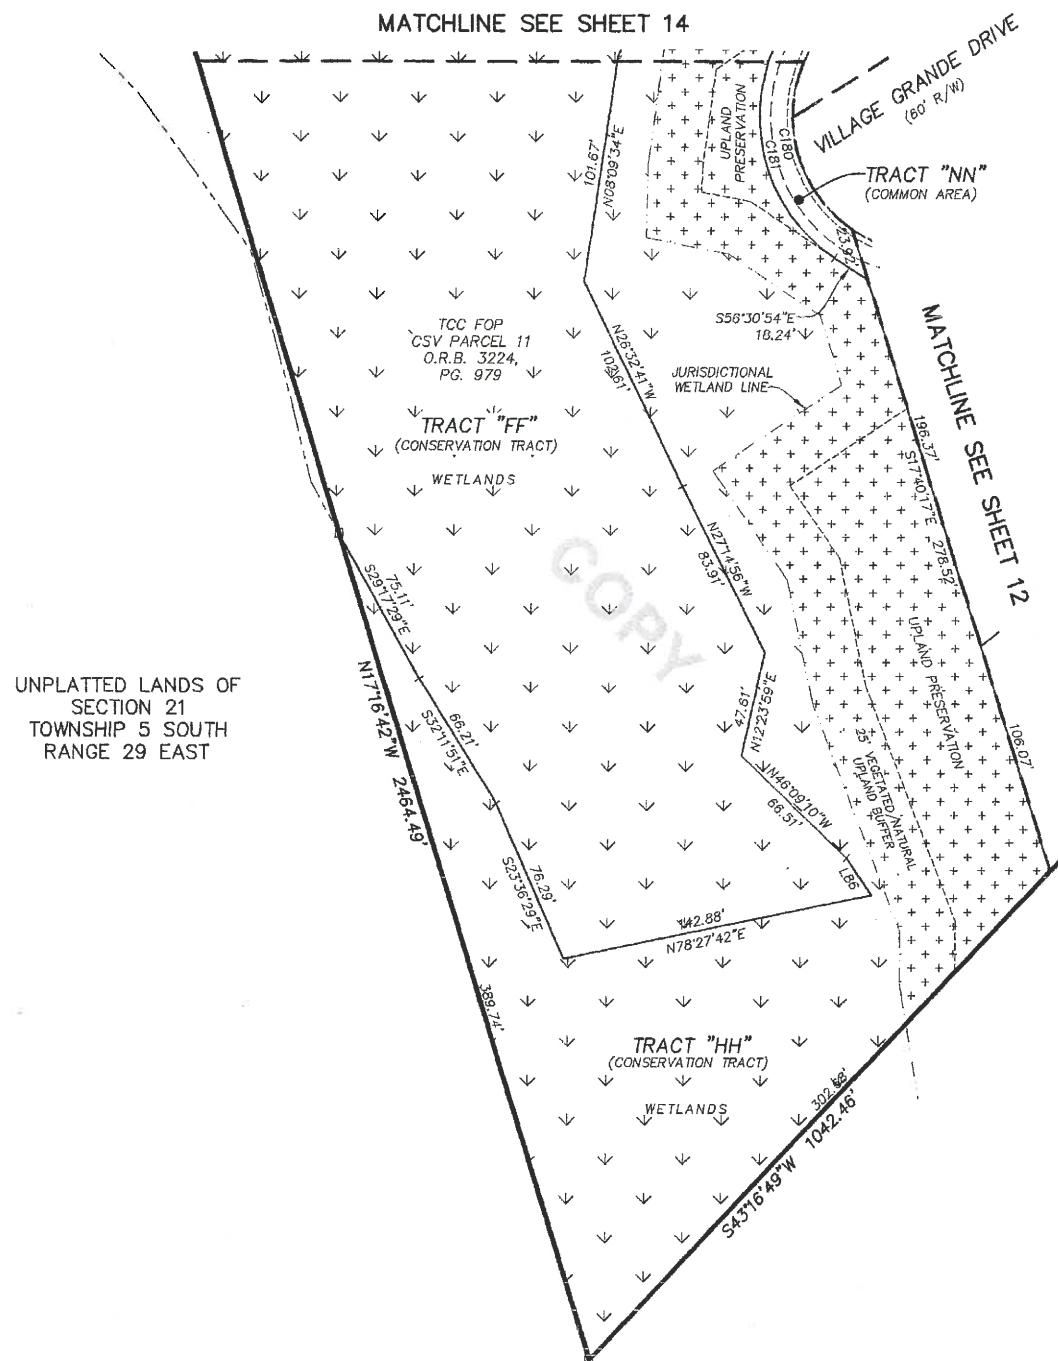 MATCHLINE SEE SHEET 14
VILLAGE GRANDE DRIVE
(60' R/W)
UPLAND
PRESERVATION
C180
C181
TRACT "NN"
(COMMON AREA)
101.67'
N08°09'34"E
23.92'
S56°30'54"E
18.24'
TCC FOP
CSV PARCEL 11
O.R.B. 3224,
PG. 979
N26°32'41"W
102.61'
JURISDICTIONAL
WETLAND LINE
MATCHLINE SEE SHEET 12
TRACT "FF"
(CONSERVATION TRACT)
WETLANDS
196.37'
S17°40'17"E 278.52'
N27°14'56"W
83.91'
COPY
75.11'
S29°17'29"E
UPLAND PRESERVATION
UNPLATTED LANDS OF
SECTION 21
TOWNSHIP 5 SOUTH
RANGE 29 EAST
N17°16'42"W 2464.49'
66.21'
S32°11'51"E
47.61'
N12°23'59"E
106.07'
25' VEGETATED/NATURAL
UPLAND BUFFER
N46°09'10"W
66.51'
76.29'
S23°36'29"E
L86
142.88'
N78°27'42"E
389.74'
TRACT "HH"
(CONSERVATION TRACT)
WETLANDS
S43°16'49"W 1042.46'